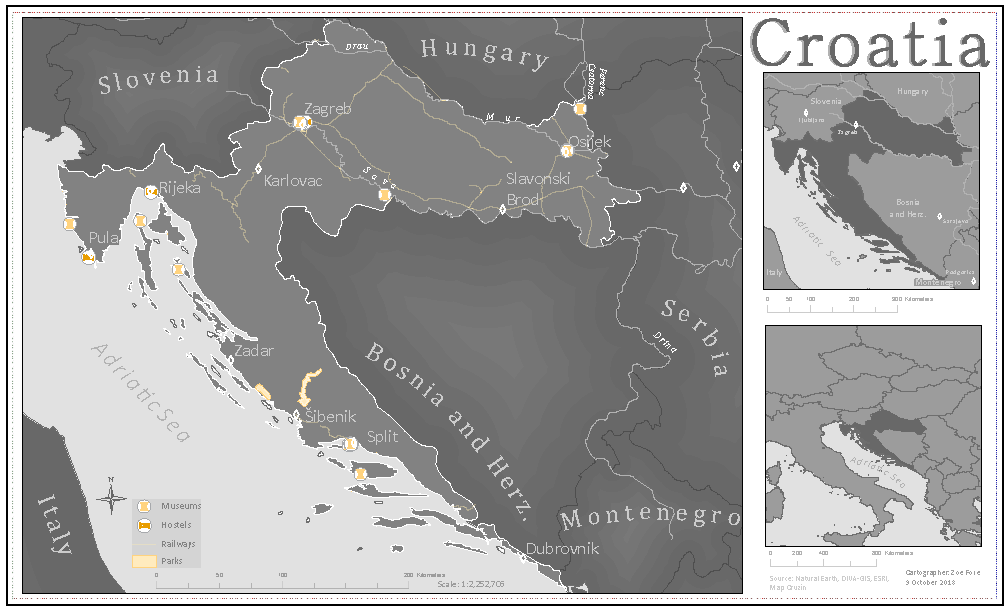 Croatia
Slovenia
Hungary
Drau
Mur
Zagreb
Osijek
Karlovac
Sava
Slavonski
Brod
Rijeka
Pula
Zadar
Šibenik
Split
Dubrovnik
Bosnia and Herz.
Serbia
Drina
Montenegro
Adriatic Sea
Italy
N
Museums
Hostels
Railways
Parks
0 100 200 Kilometers
Scale: 1:2,252,706
Hungary
Slovenia
Ljubljana
Zagreb
Bosnia
and Herz.
Sarajevo
Adriatic Sea
Italy
Podgorica
Montenegro
0 50 100 200 300 Kilometers
Adriatic Sea
0 200 400 800 Kilometers
Source: Natural Earth, DIVA-GIS, ESRI,
Map Cruzin
Cartographer: Zoe Fore
9 October 2018